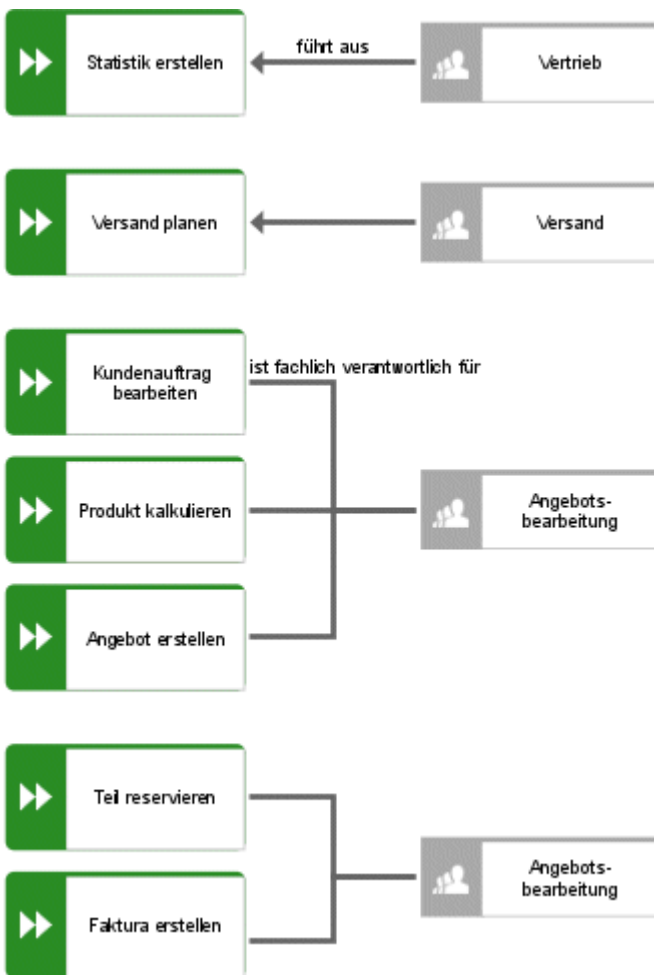 Statistik erstellen
führt aus
Vertrieb
Versand planen
Versand
Kundenauftrag
bearbeiten
ist fachlich verantwortlich für
Produkt kalkulieren
Angebots-
bearbeitung
Angebot erstellen
Teil reservieren
Angebots-
bearbeitung
Faktura erstellen